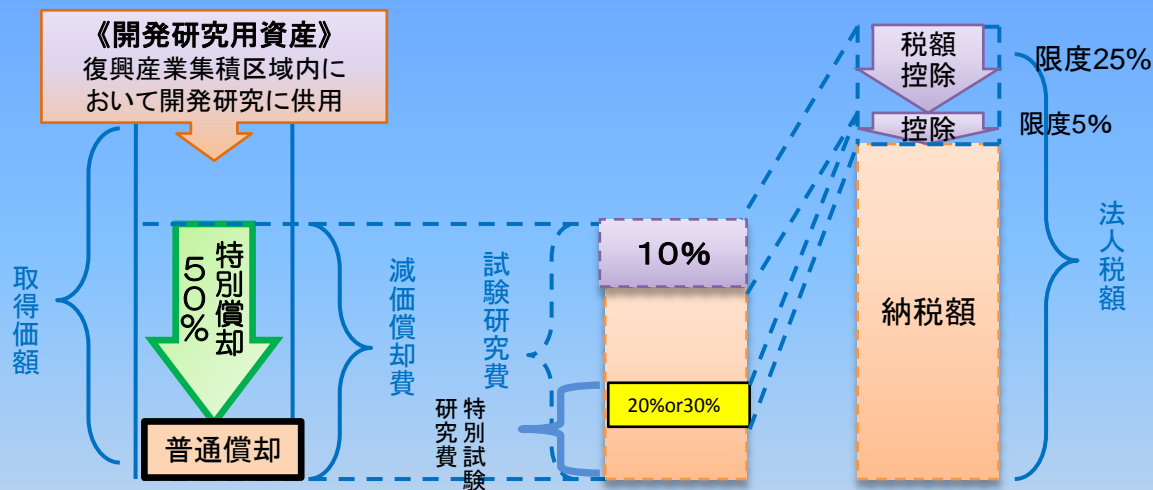 《開発研究用資産》
復興産業集積区域内に
おいて開発研究に供用
取得価額
特別償却
50%
普通償却
減価償却費
試験研究費
特別試験
研究費
10%
20%or30%
税額
控除
限度25%
控除
限度5%
納税額
法人税額